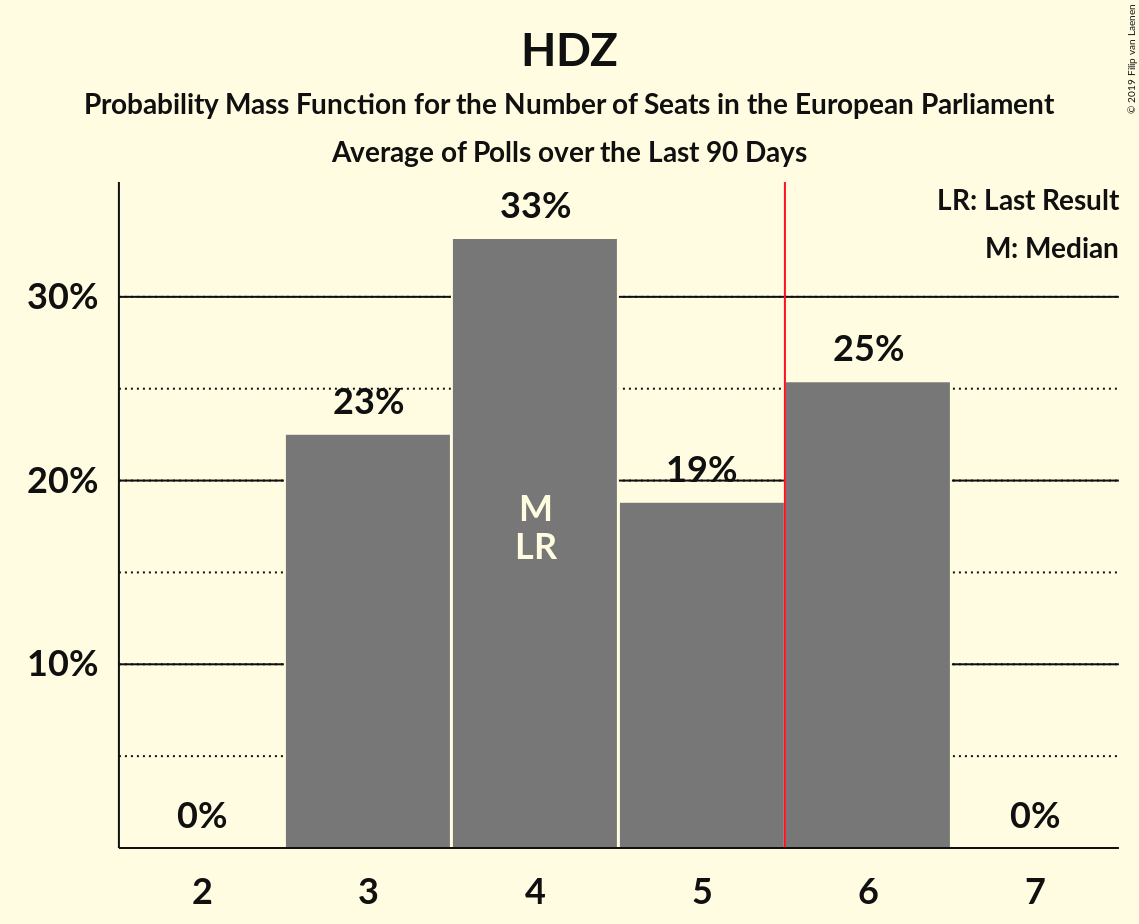 HDZ
Probability Mass Function for the Number of Seats in the European Parliament
Average of Polls over the Last 90 Days
© 2019 Filip van Laenen
LR: Last Result
M: Median
33%
30%
25%
23%
20%
19%
M
LR
10%
0%
0%
2
3
4
5
6
7